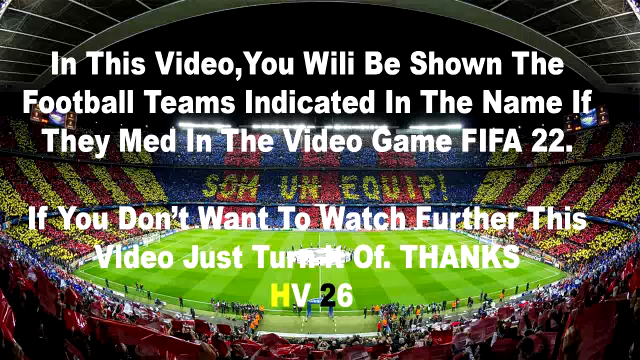 In This Video,You Wili Be Shown The
Football Teams Indicated In The Name If
They Med In The Video Game FIFA 22.
SOM UN EQUIP!
If You Don't Want To Watch Further This
Video Just Turn It Of. THANKS
HV 26